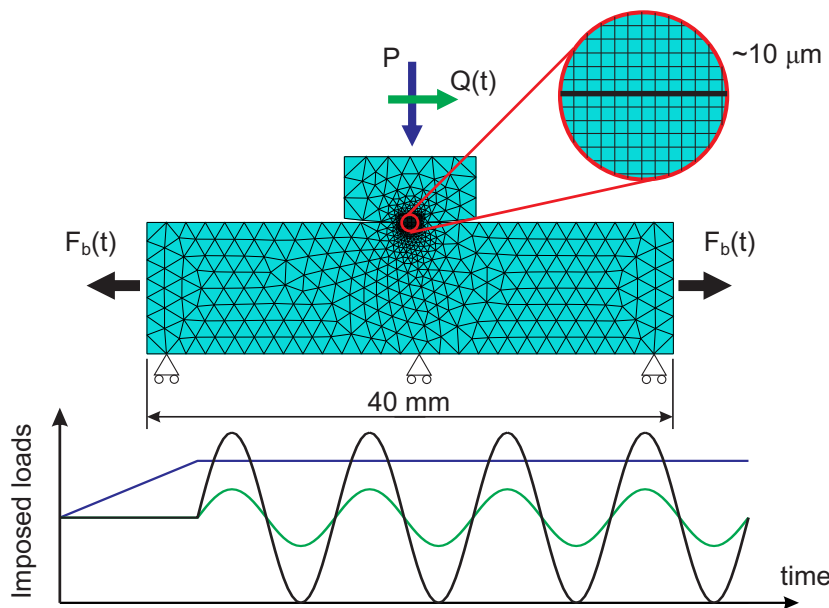 P
Q(t)
~10 μm
F_b(t)
F_b(t)
40 mm
Imposed loads
time